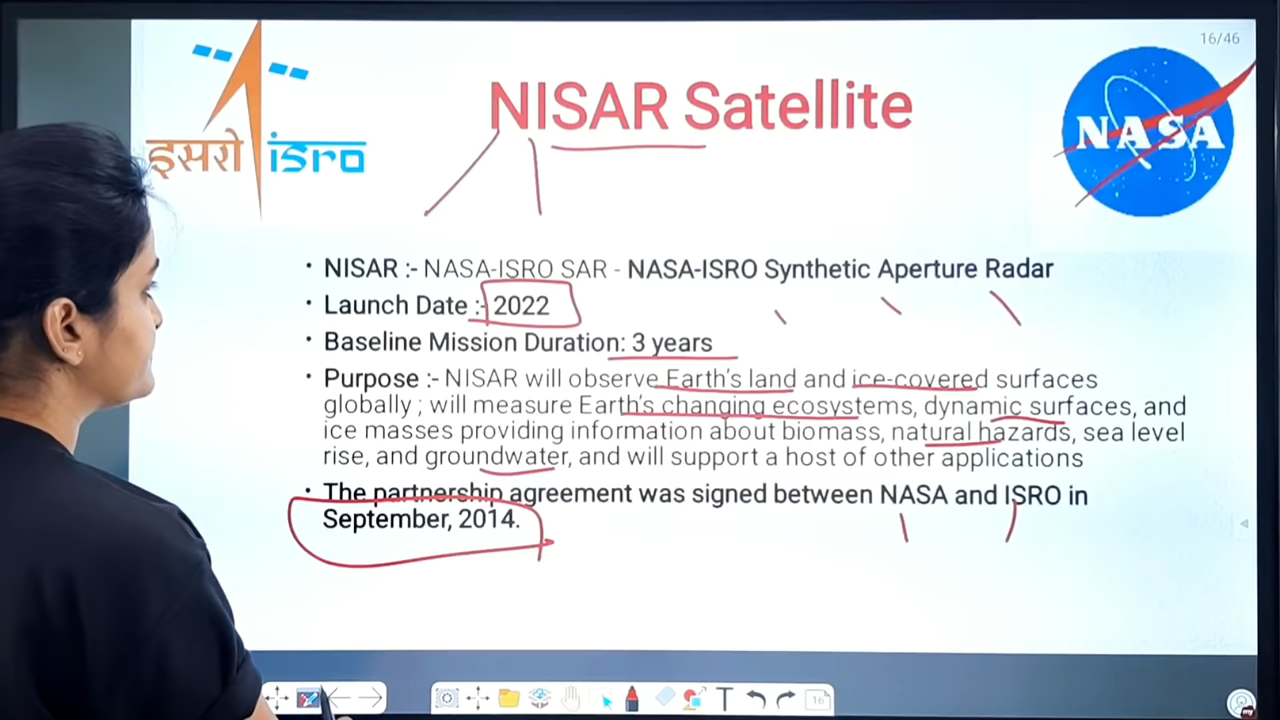 16/46
इसरो isro
NISAR Satellite
NASA
• NISAR :- NASA-ISRO SAR - NASA-ISRO Synthetic Aperture Radar
• Launch Date :- 2022
• Baseline Mission Duration: 3 years
• Purpose :- NISAR will observe Earth's land and ice-covered surfaces
globally ; will measure Earth's changing ecosystems, dynamic surfaces, and
ice masses providing information about biomass, natural hazards, sea level
rise, and groundwater, and will support a host of other applications
• The partnership agreement was signed between NASA and ISRO in
September, 2014.
T
16